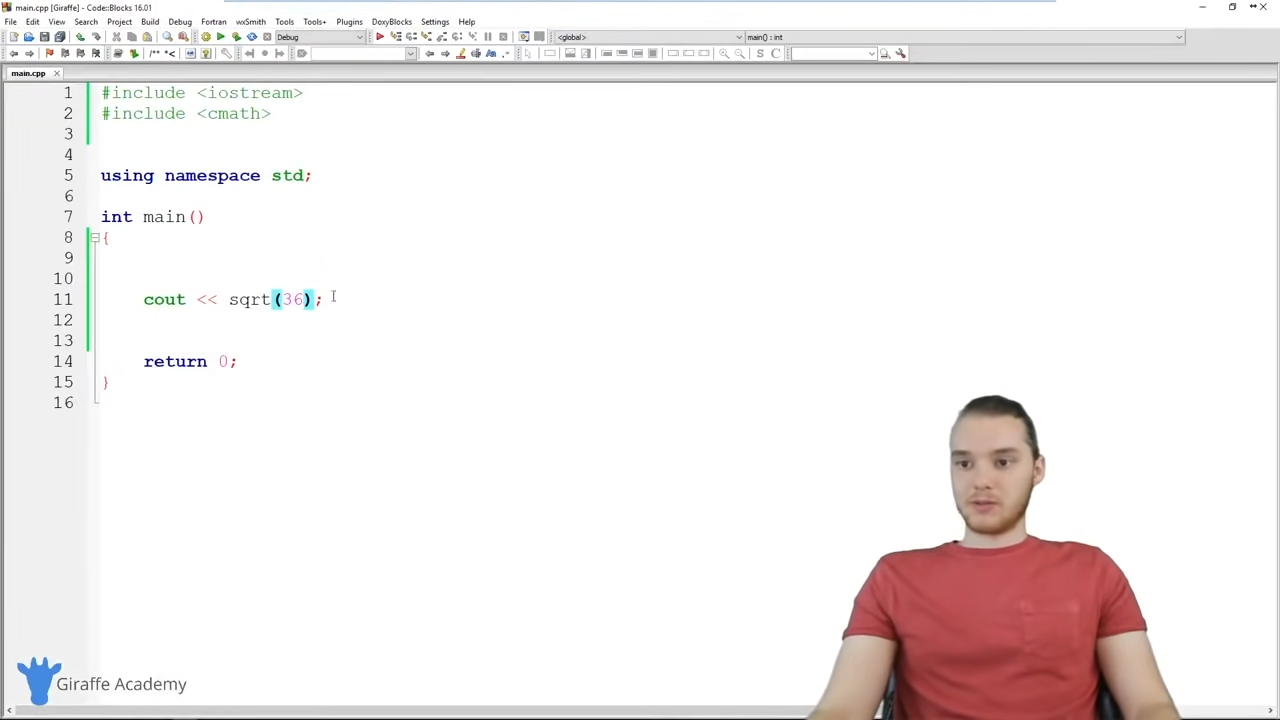 main.cpp [Giraffe] - Code::Blocks 16.01
File Edit View Search Project Build Debug Fortran wxSmith Tools Tools+ Plugins DoxyBlocks Settings Help
Debug <global> main() : int
main.cpp
1 #include <iostream>
2 #include <cmath>
3
4
5 using namespace std;
6
7 int main()
8 {
9
10
11 cout << sqrt(36);
12
13
14 return 0;
15 }
16
Giraffe Academy